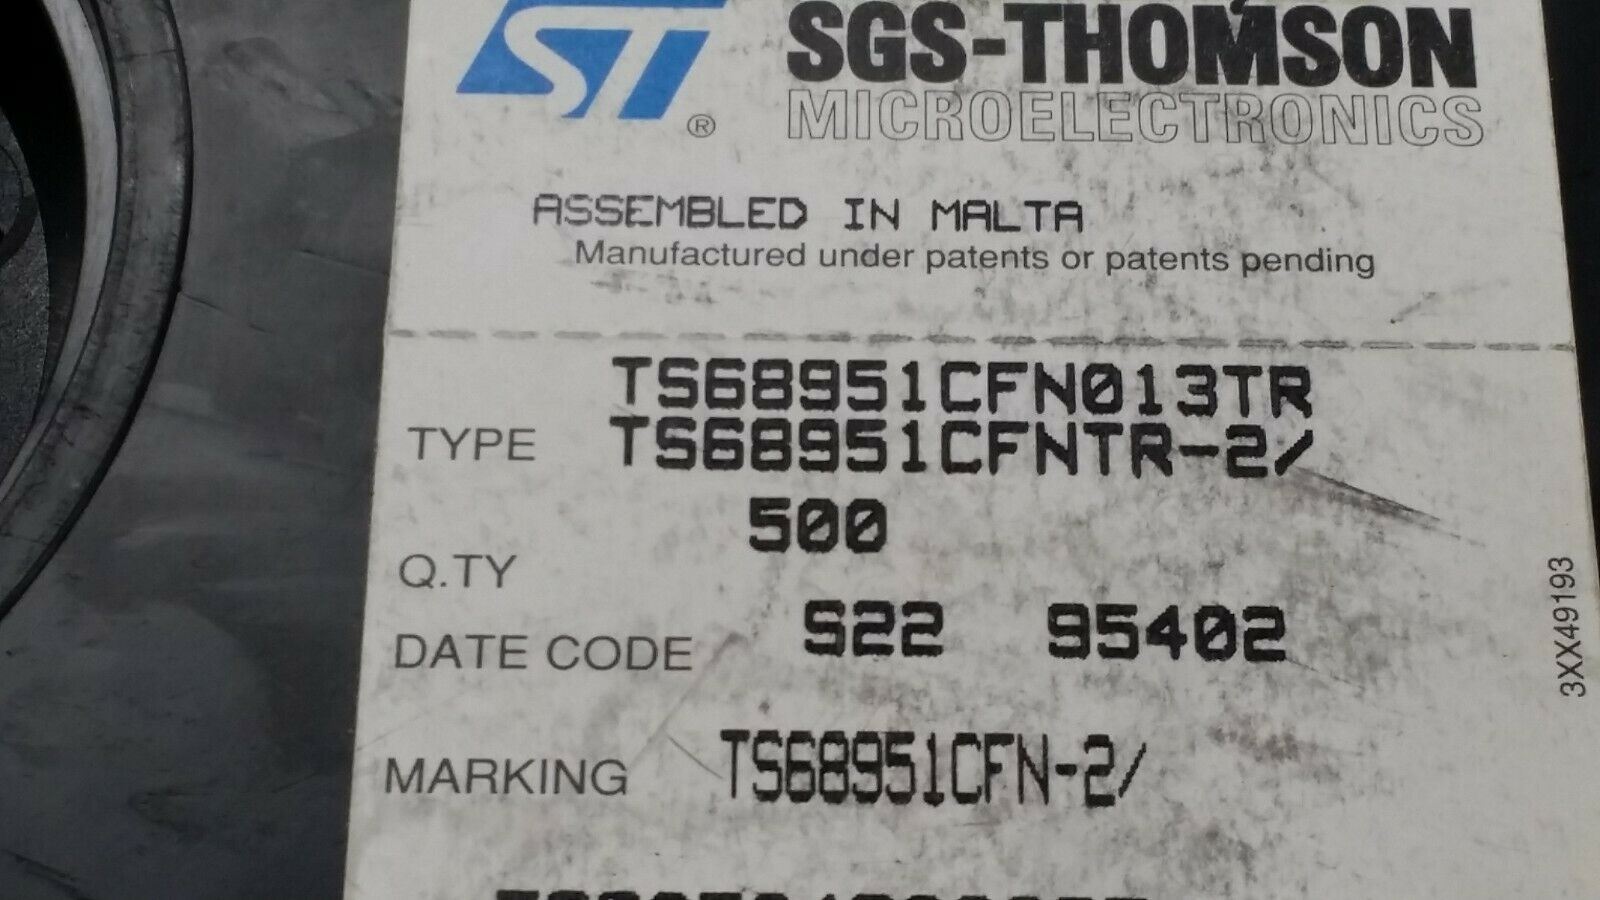 ST ®
SGS-THOMSON
MICROELECTRONICS
ASSEMBLED IN MALTA
Manufactured under patents or patents pending
TS68951CFN013TR
TYPE TS68951CFNTR-2/
500
Q.TY
S22 95402
DATE CODE
MARKING TS68951CFN-2/
3XX49193